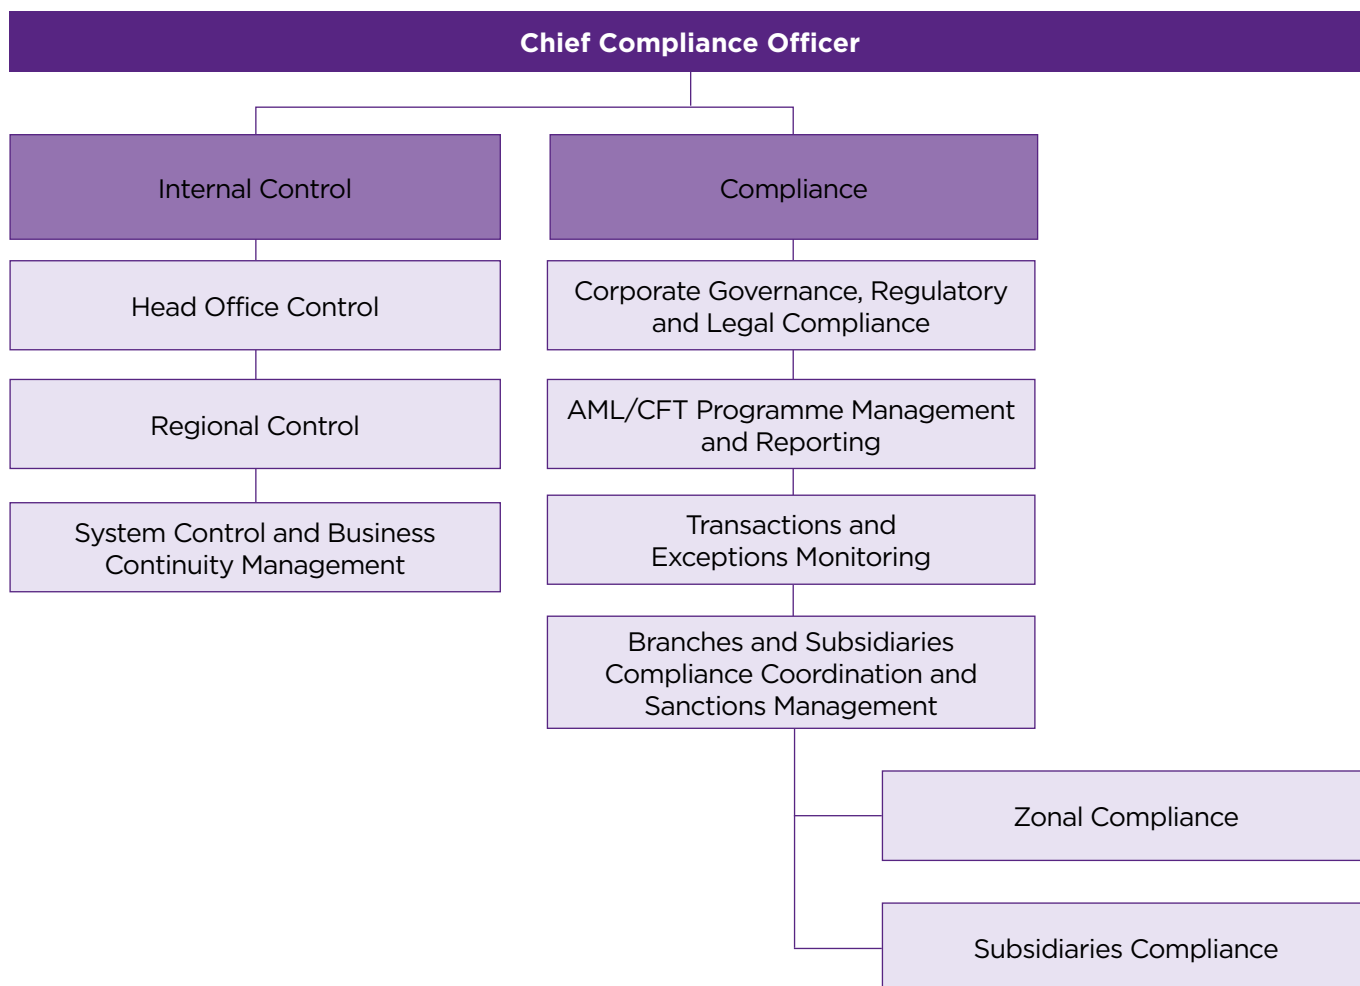 Chief Compliance Officer
Internal Control
Compliance
Head Office Control
Corporate Governance, Regulatory
and Legal Compliance
Regional Control
AML/CFT Programme Management
and Reporting
System Control and Business
Continuity Management
Transactions and
Exceptions Monitoring
Branches and Subsidiaries
Compliance Coordination and
Sanctions Management
Zonal Compliance
Subsidiaries Compliance